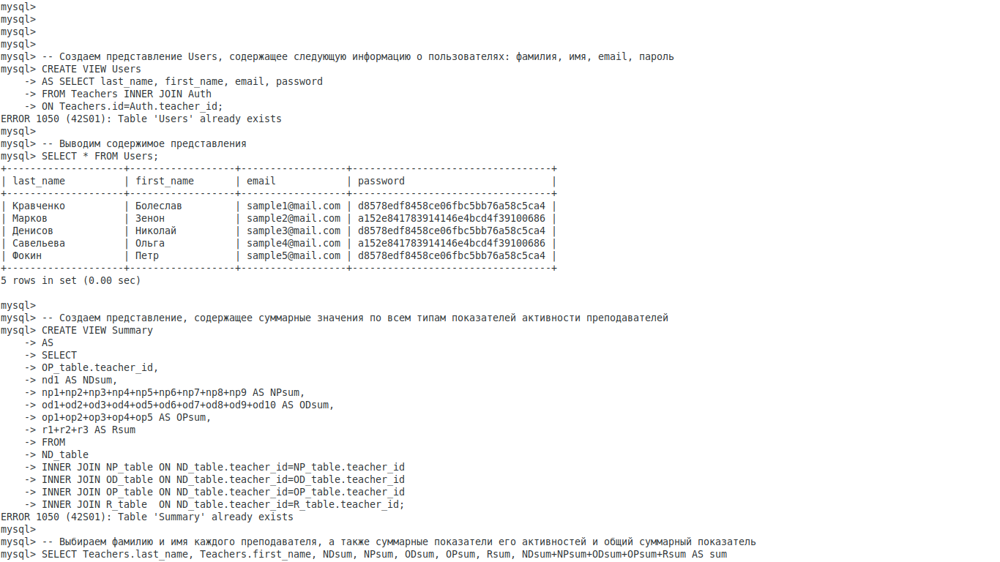 mysql>
mysql>
mysql>
mysql>
mysql> -- Создаем представление Users, содержащее следующую информацию о пользователях: фамилия, имя, email, пароль
mysql> CREATE VIEW Users
    -> AS SELECT last_name, first_name, email, password
    -> FROM Teachers INNER JOIN Auth
    -> ON Teachers.id=Auth.teacher_id;
ERROR 1050 (42S01): Table 'Users' already exists
mysql>
mysql> -- Выводим содержимое представления
mysql> SELECT * FROM Users;
+--------------------+------------------+------------------+----------------------------------+
| last_name          | first_name       | email            | password                         |
+--------------------+------------------+------------------+----------------------------------+
| Кравченко          | Болеслав         | sample1@mail.com | d8578edf8458ce06fbc5bb76a58c5ca4 |
| Марков             | Зенон            | sample2@mail.com | a152e841783914146e4bcd4f39100686 |
| Денисов            | Николай          | sample3@mail.com | d8578edf8458ce06fbc5bb76a58c5ca4 |
| Савельева          | Ольга            | sample4@mail.com | a152e841783914146e4bcd4f39100686 |
| Фокин              | Петр             | sample5@mail.com | d8578edf8458ce06fbc5bb76a58c5ca4 |
+--------------------+------------------+------------------+----------------------------------+
5 rows in set (0.00 sec)

mysql>
mysql> -- Создаем представление, содержащее суммарные значения по всем типам показателей активности преподавателей
mysql> CREATE VIEW Summary
    -> AS
    -> SELECT
    -> OP_table.teacher_id,
    -> nd1 AS NDsum,
    -> np1+np2+np3+np4+np5+np6+np7+np8+np9 AS NPsum,
    -> od1+od2+od3+od4+od5+od6+od7+od8+od9+od10 AS ODsum,
    -> op1+op2+op3+op4+op5 AS OPsum,
    -> r1+r2+r3 AS Rsum
    -> FROM
    -> ND_table
    -> INNER JOIN NP_table ON ND_table.teacher_id=NP_table.teacher_id
    -> INNER JOIN OD_table ON ND_table.teacher_id=OD_table.teacher_id
    -> INNER JOIN OP_table ON ND_table.teacher_id=OP_table.teacher_id
    -> INNER JOIN R_table  ON ND_table.teacher_id=R_table.teacher_id;
ERROR 1050 (42S01): Table 'Summary' already exists
mysql>
mysql> -- Выбираем фамилию и имя каждого преподавателя, а также суммарные показатели его активностей и общий суммарный показатель
mysql> SELECT Teachers.last_name, Teachers.first_name, NDsum, NPsum, ODsum, OPsum, Rsum, NDsum+NPsum+ODsum+OPsum+Rsum AS sum